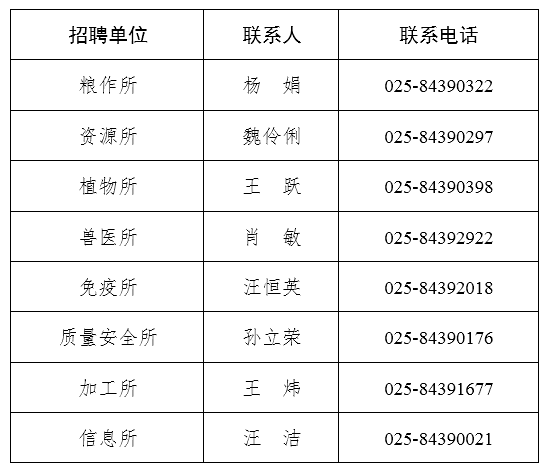 招聘单位 联系人 联系电话
粮作所 杨 娟 025-84390322
资源所 魏伶俐 025-84390297
植物所 王 跃 025-84390398
兽医所 肖 敏 025-84392922
免疫所 汪恒英 025-84392018
质量安全所 孙立荣 025-84390176
加工所 王 炜 025-84391677
信息所 汪 洁 025-84390021